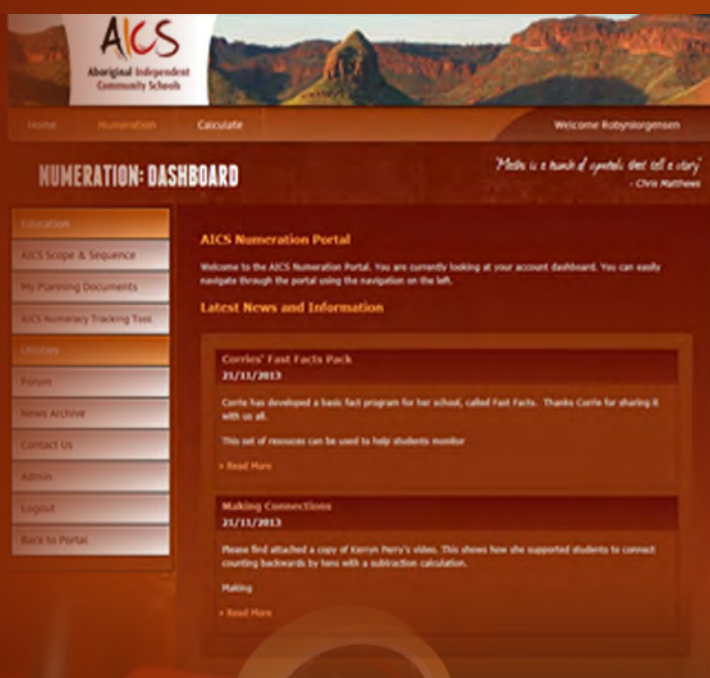 AICS
Aboriginal Independent
Community Schools
Home Numeration Calculate Welcome RobynJorgensen
NUMERATION: DASHBOARD
"Maths is a bunch of symbols that tell a story"
- Chris Matthews
Education
AICS Scope & Sequence
My Planning Documents
AICS Numeracy Tracking Tool
Utilities
Forum
News Archive
Contact Us
Admin
Logout
Back to Portal
AICS Numeration Portal
Welcome to the AICS Numeration Portal. You are currently looking at your account dashboard. You can easily
navigate through the portal using the navigation on the left.
Latest News and Information
Corries' Fast Facts Pack
21/11/2013
Corrie has developed a basic fact program for her school, called Fast Facts. Thanks Corrie for sharing it
with us all.
This set of resouces can be used to help students monitor
» Read More
Making Connections
21/11/2013
Please find attached a copy of Kerryn Perry's video. This shows how she supported students to connect
counting backwards by tens with a subtraction calculation.
Making
» Read More